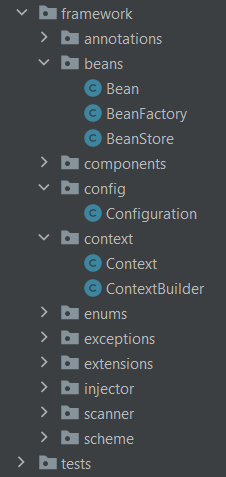 framework
annotations
beans
Bean
BeanFactory
BeanStore
components
config
Configuration
context
Context
ContextBuilder
enums
exceptions
extensions
injector
scanner
scheme
tests